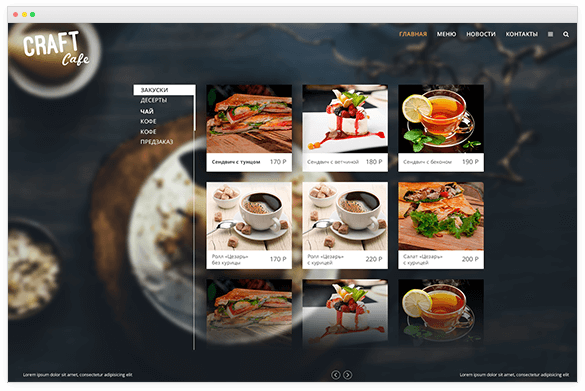 CRAFT
Cafe
ГЛАВНАЯ МЕНЮ НОВОСТИ КОНТАКТЫ
ЗАКУСКИ
ДЕСЕРТЫ
ЧАЙ
КОФЕ
КОФЕ
ПРЕДЗАКАЗ
Сендвич с тунцом 170 Р
Сендвич с ветчиной 180 Р
Сендвич с беконом 190 Р
Ролл «Цезарь»
без курицы 170 Р
Ролл «Цезарь»
с курицей 220 Р
Салат «Цезарь»
с курицей 200 Р
Lorem ipsum dolor sit amet, consectetur adipisicing elit
Lorem ipsum dolor sit amet, consectetur adipisicing elit